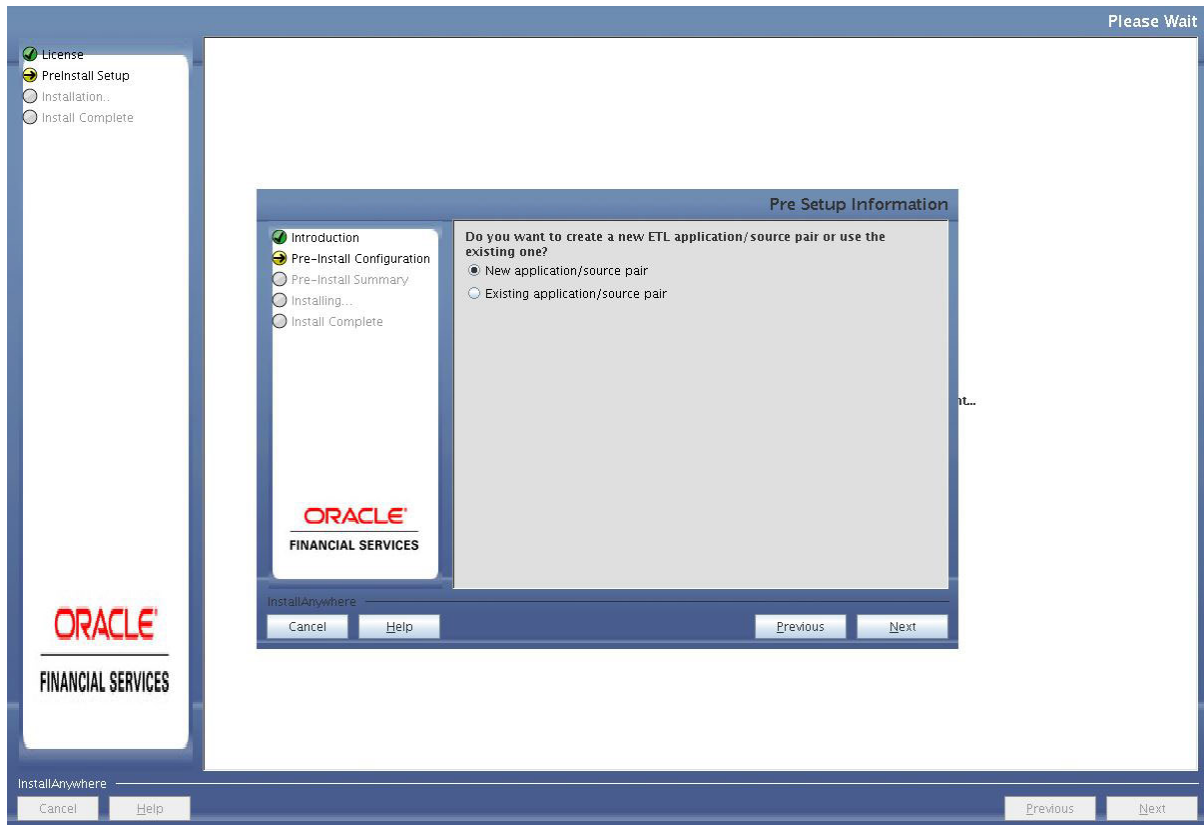 Please Wait
License
PreInstall Setup
Installation..
Install Complete
Pre Setup Information
Introduction
Pre-Install Configuration
Pre-Install Summary
Installing...
Install Complete
Do you want to create a new ETL application/source pair or use the
existing one?
New application/source pair
Existing application/source pair
nt...
ORACLE'
FINANCIAL SERVICES
InstallAnywhere
Cancel Help Previous Next
ORACLE'
FINANCIAL SERVICES
InstallAnywhere
Cancel Help Previous Next